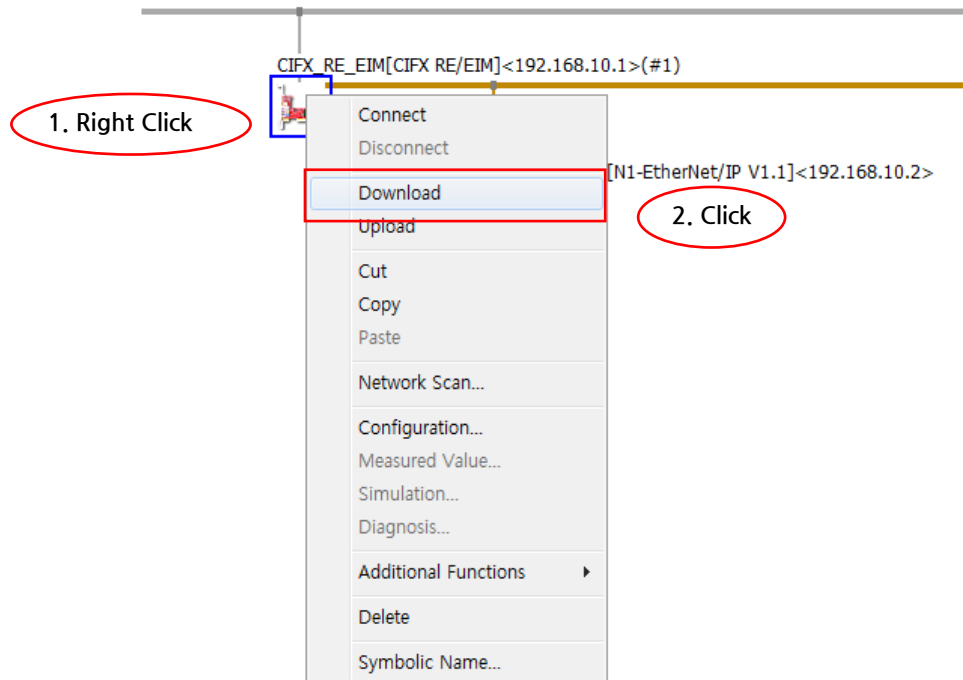 CIFX_RE_EIM[CIFX RE/EIM]<192.168.10.1>(#1)
1. Right Click
Connect
Disconnect
[N1-EtherNet/IP V1.1]<192.168.10.2>
Download
2. Click
Upload
Cut
Copy
Paste
Network Scan...
Configuration...
Measured Value...
Simulation...
Diagnosis...
Additional Functions
Delete
Symbolic Name...